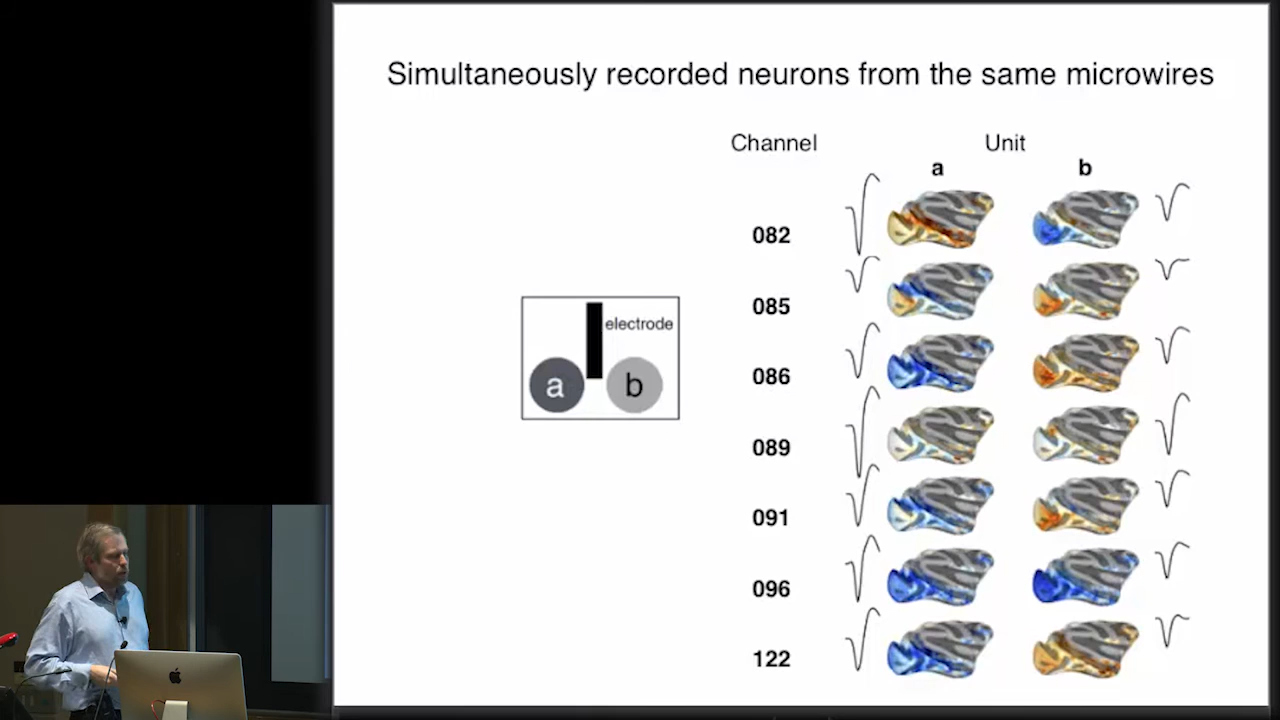 Simultaneously recorded neurons from the same microwires
Channel Unit
a b
082
085
electrode
a b
086
089
091
096
122